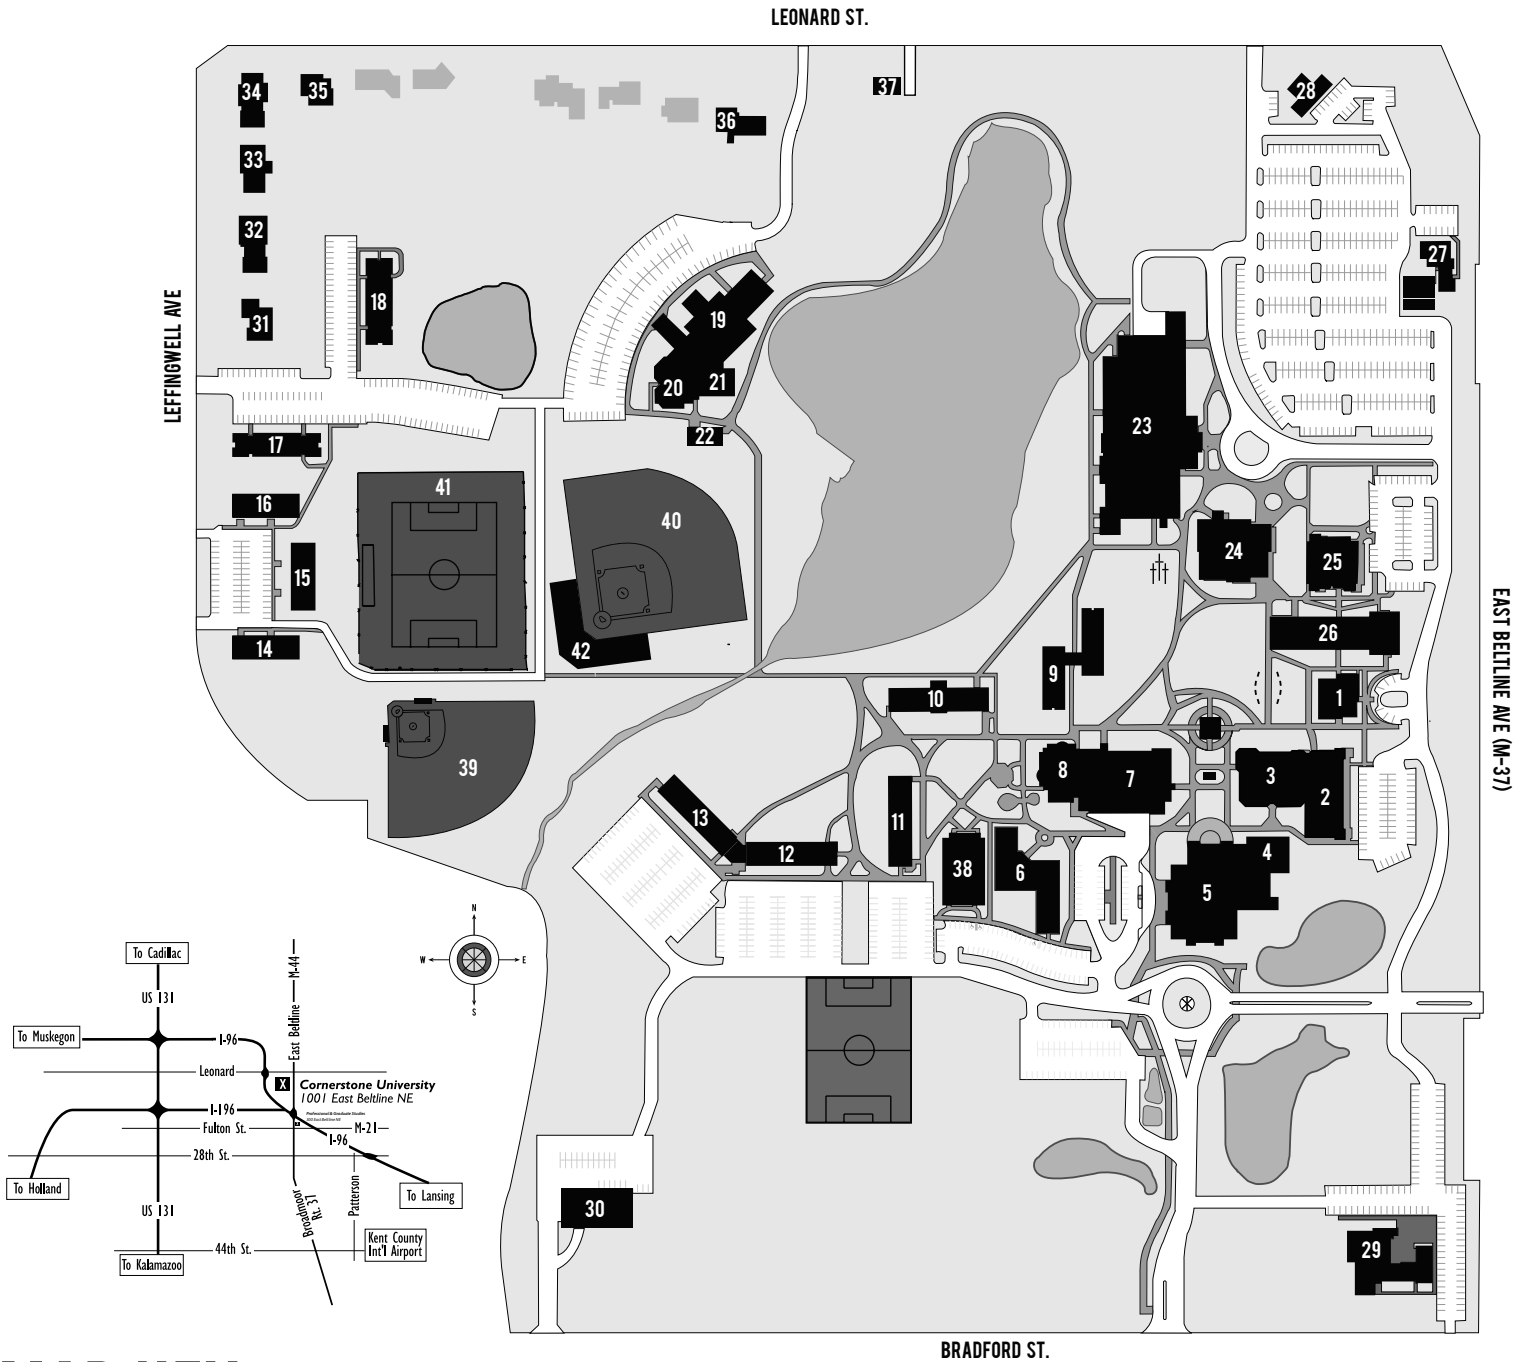 LEONARD ST.
34
35
37
28
36
33
32
27
18
31
19
LEFFINGWELL AVE
20
21
22
23
17
41
16
40
24
25
15
EAST BELTLINE AVE (M-37)
26
14
42
9
10
1
39
8
7
3
2
13
11
12
4
38
6
5
N
W
E
S
To Cadillac
M-44
US 131
East Beltline
To Muskegon
I-96
Leonard
X
Cornerstone University
1001 East Beltline NE
I-196
Professional & Graduate Studies
Fulton St.
M-21
I-96
28th St.
To Holland
To Lansing
Patterson
Broadmoor
Rt. 37
US 131
Kent County
Int'l Airport
44th St.
To Kalamazoo
30
29
BRADFORD ST.